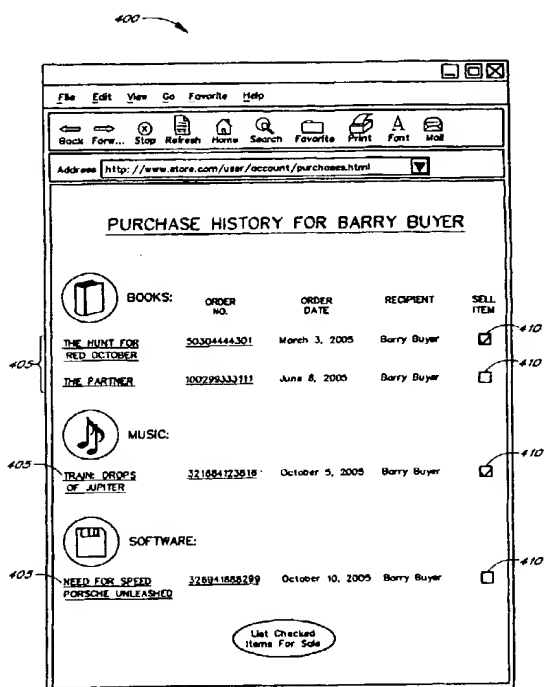 400
File Edit View Go Favorite Help
Back Forw... Stop Refresh Home Search Favorite Print Font Mail
Address http://www.store.com/user/account/purchases.html
PURCHASE HISTORY FOR BARRY BUYER
BOOKS: ORDER NO. ORDER DATE RECIPIENT SELL ITEM
410
THE HUNT FOR RED OCTOBER 50304444301 March 3, 2005 Barry Buyer
405
410
THE PARTNER 100299333111 June 8, 2005 Barry Buyer
MUSIC:
405 410
TRAIN: DROPS OF JUPITER 321684123618 October 5, 2005 Barry Buyer
SOFTWARE:
405 410
NEED FOR SPEED PORSCHE UNLEASHED 326941888299 October 10, 2005 Barry Buyer
List Checked
Items For Sale